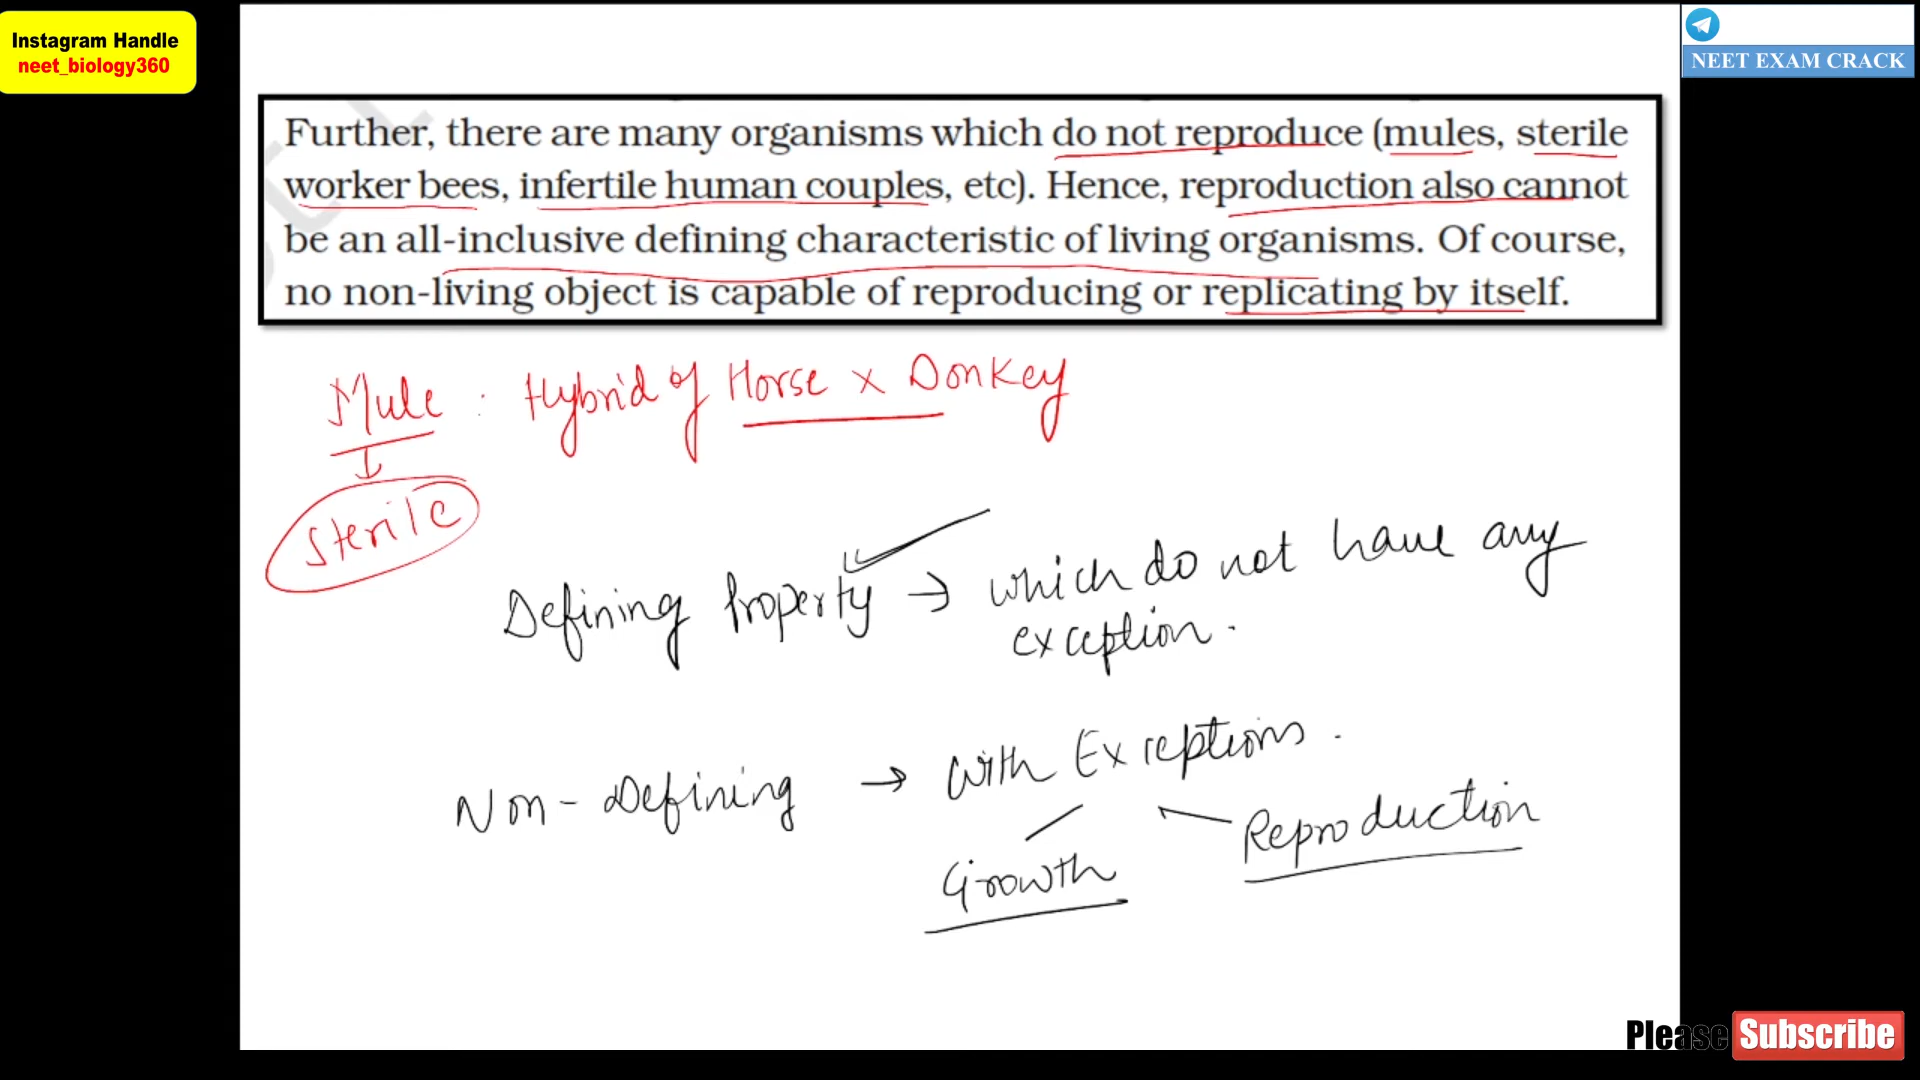 Instagram Handle
neet_biology360
NEET EXAM CRACK
Further, there are many organisms which do not reproduce (mules, sterile
worker bees, infertile human couples, etc). Hence, reproduction also cannot
be an all-inclusive defining characteristic of living organisms. Of course,
no non-living object is capable of reproducing or replicating by itself.
Mule : Hybrid of Horse x Donkey
Sterile
Defining Property → which do not have any
exception.
Non-Defining → With Exceptions.
Growth
Reproduction
Please Subscribe